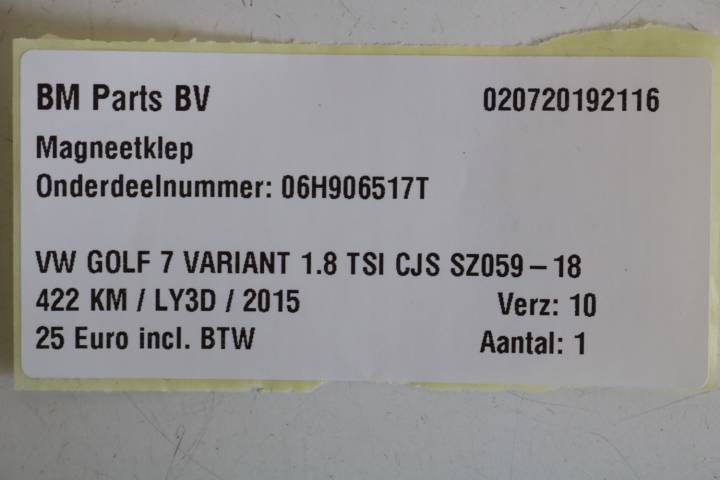 BM Parts BV 020720192116
Magneetklep
Onderdeelnummer: 06H906517T
VW GOLF 7 VARIANT 1.8 TSI CJS SZ059 – 18
422 KM / LY3D / 2015 Verz: 10
25 Euro incl. BTW Aantal: 1